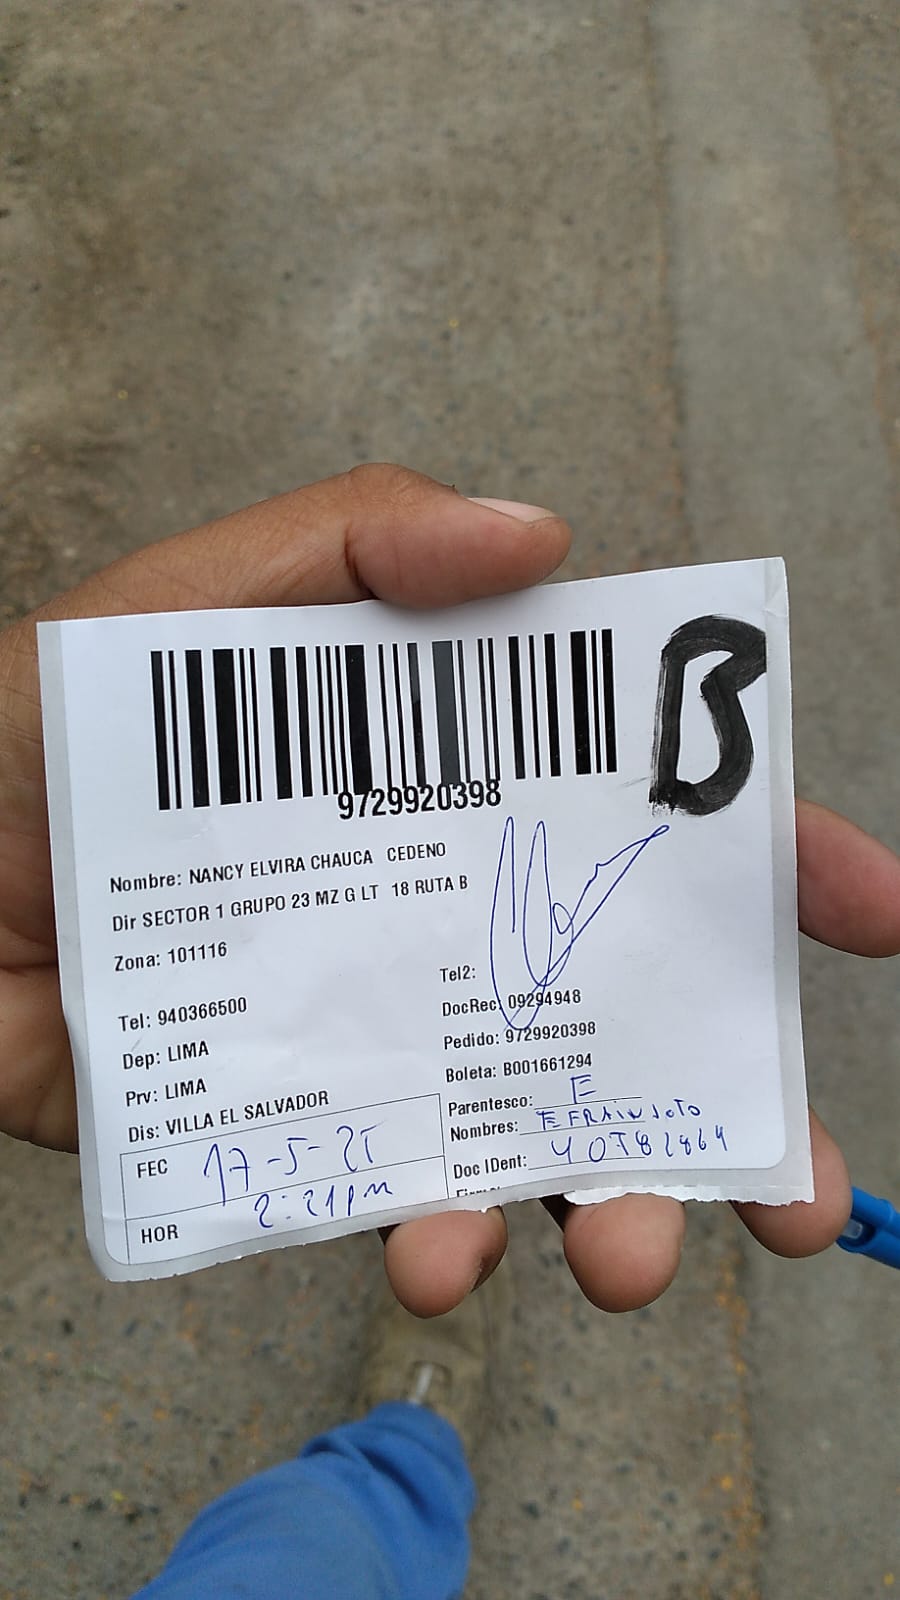 B
9729920398
Nombre: NANCY ELVIRA CHAUCA CEDENO
Dir SECTOR 1 GRUPO 23 MZ G LT 18 RUTA B
Zona: 101116
Tel2:
Tel: 940366500
DocRec: 09294948
Dep: LIMA
Pedido: 9729920398
Prv: LIMA
Boleta: B001661294
Dis: VILLA EL SALVADOR
Parentesco: E
Nombres: EFRAIN SOTO
FEC 17-5-25
Doc IDent:
HOR 2:21pm